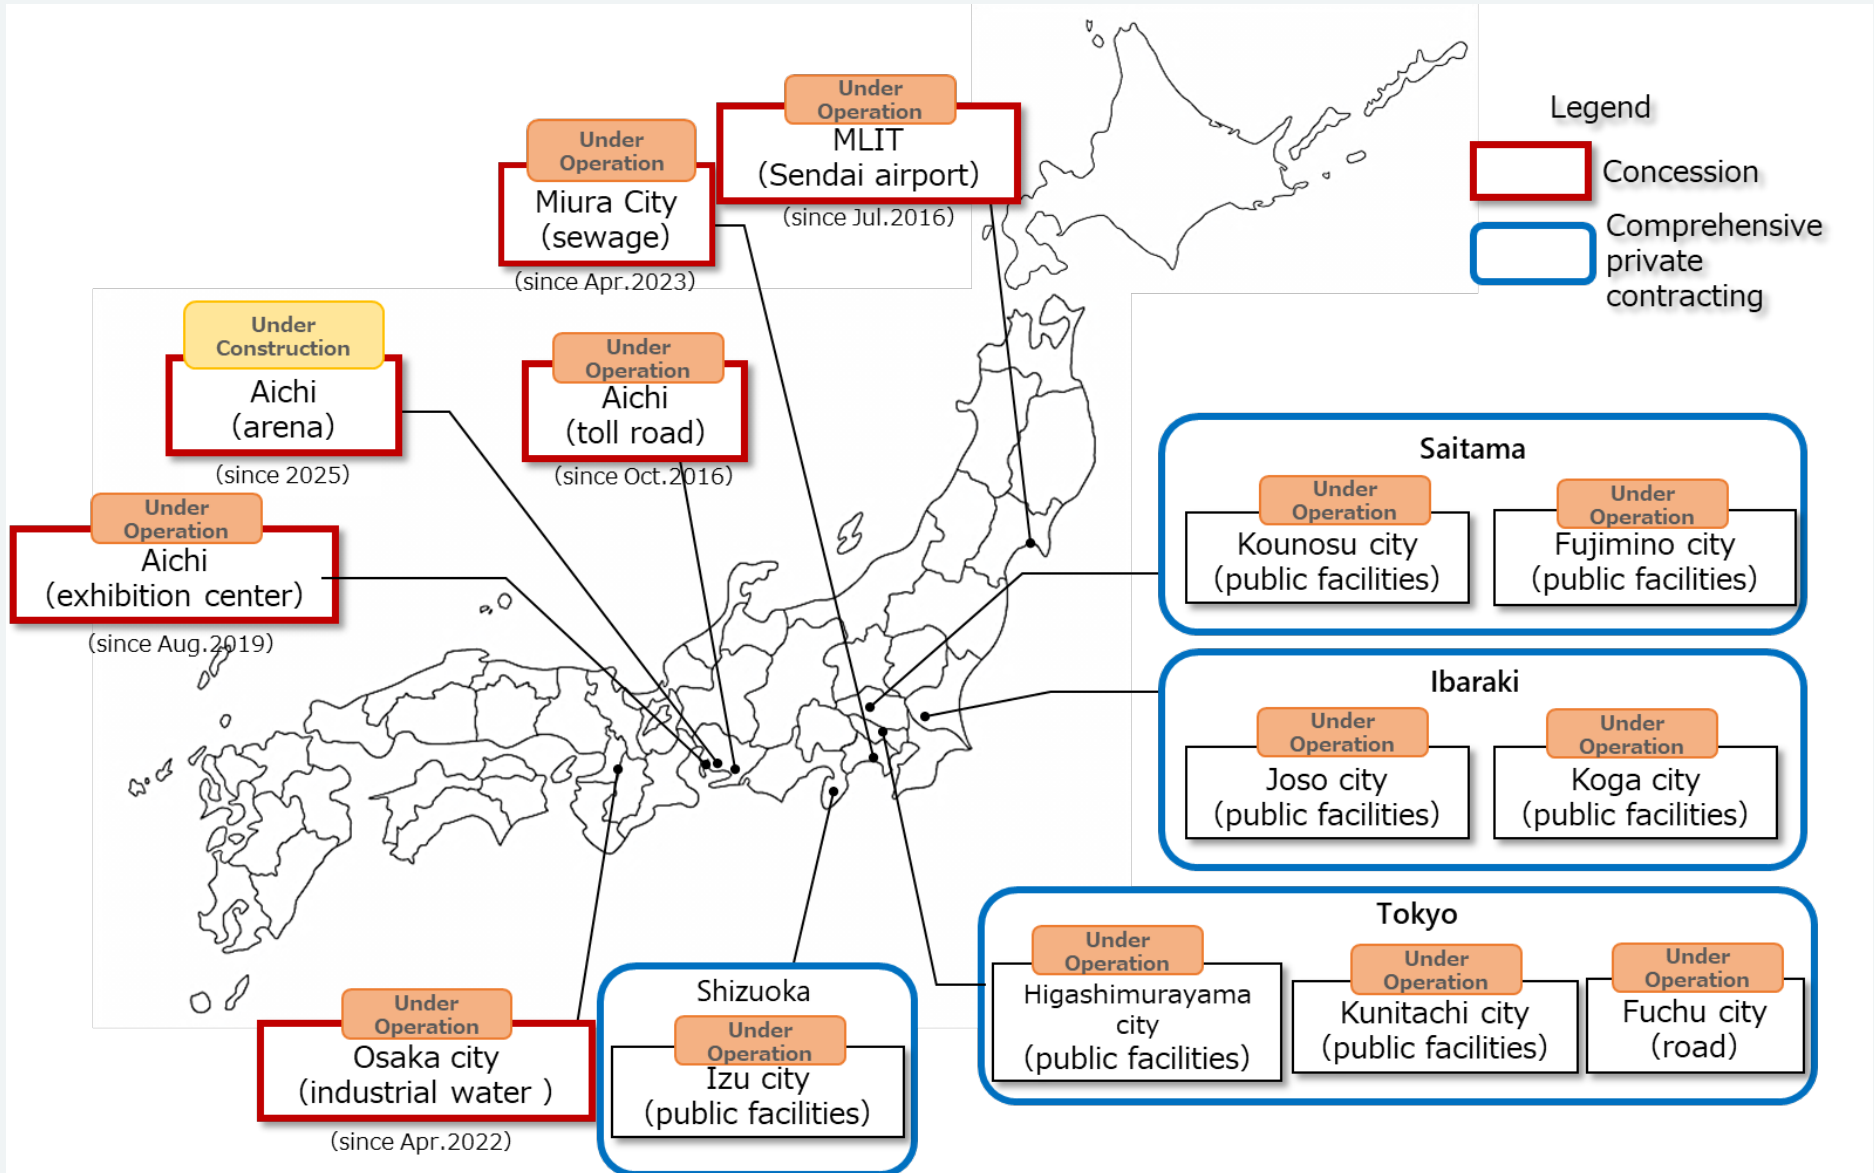 Under
Operation
MLIT
(Sendai airport)
(since Jul.2016)
Under
Operation
Miura City
(sewage)
(since Apr.2023)
Legend
Concession
Comprehensive
private
contracting
Under
Construction
Aichi
(arena)
(since 2025)
Under
Operation
Aichi
(toll road)
(since Oct.2016)
Under
Operation
Aichi
(exhibition center)
(since Aug.2019)
Saitama
Under
Operation
Kounosu city
(public facilities)
Under
Operation
Fujimino city
(public facilities)
Ibaraki
Under
Operation
Joso city
(public facilities)
Under
Operation
Koga city
(public facilities)
Tokyo
Under
Operation
Higashimurayama
city
(public facilities)
Under
Operation
Kunitachi city
(public facilities)
Under
Operation
Fuchu city
(road)
Shizuoka
Under
Operation
Izu city
(public facilities)
Under
Operation
Osaka city
(industrial water )
(since Apr.2022)